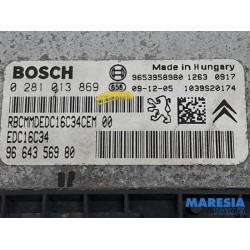 BOSCH
Made in Hungary
9653958980 1263 0917
0 281 013 869 658 09-12-05 1039S20174
RBCMMDEDC16C34CEM 00
EDC16C34
96 643 569 80
MARESIA